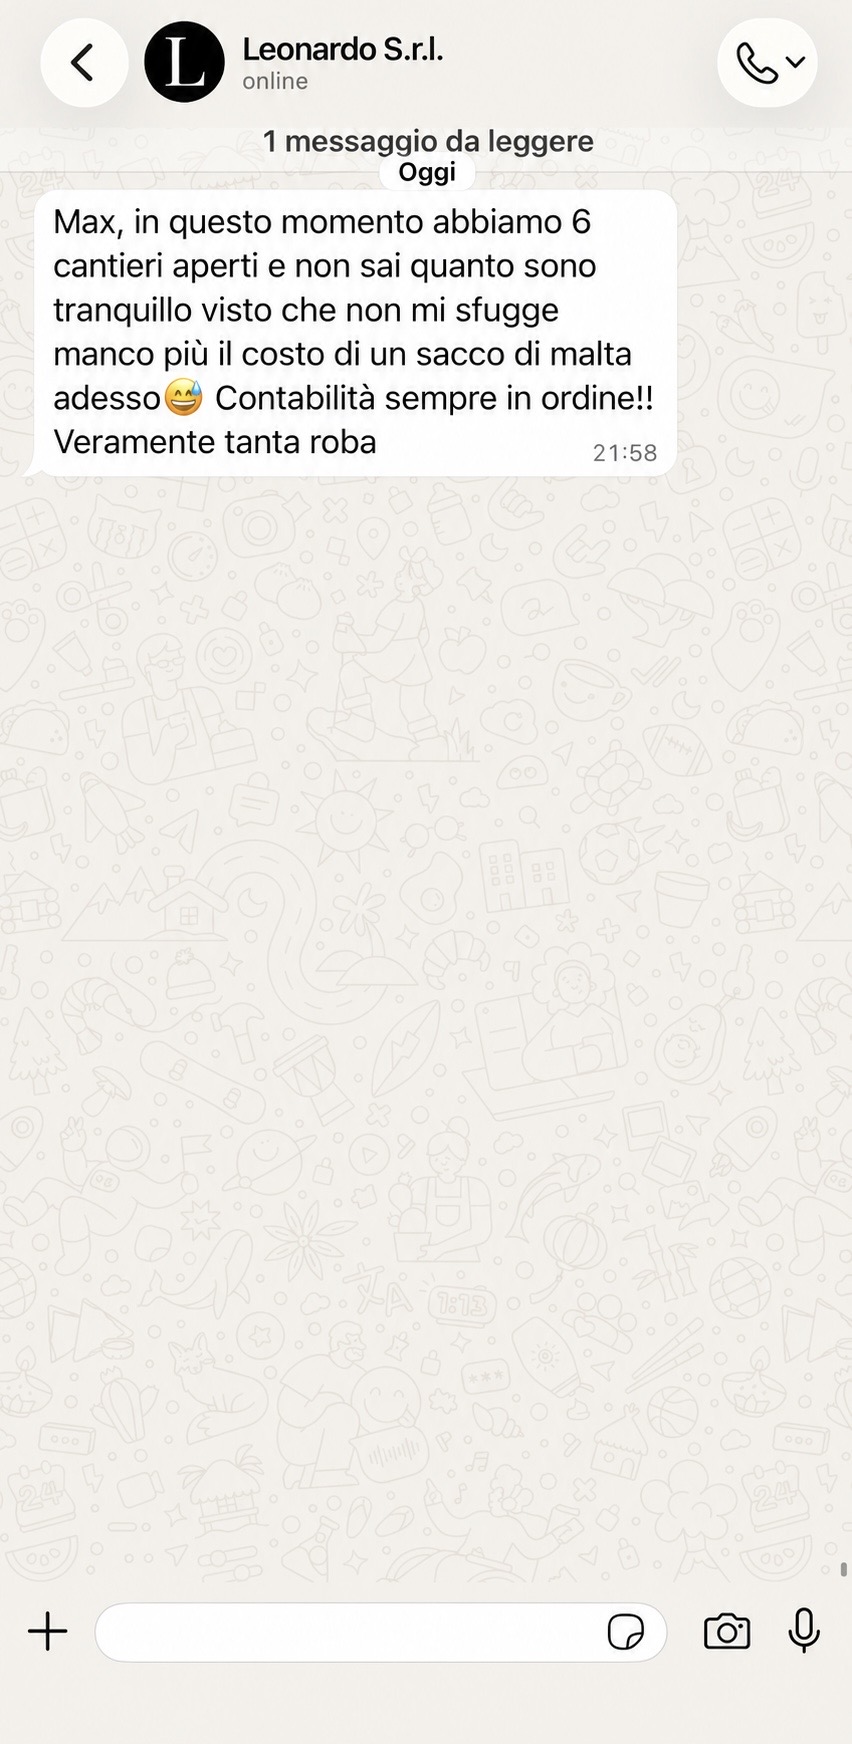 L
Leonardo S.r.l.
online
1 messaggio da leggere
Oggi
Max, in questo momento abbiamo 6
cantieri aperti e non sai quanto sono
tranquillo visto che non mi sfugge
manco più il costo di un sacco di malta
adesso😅 Contabilità sempre in ordine!!
Veramente tanta roba
21:58